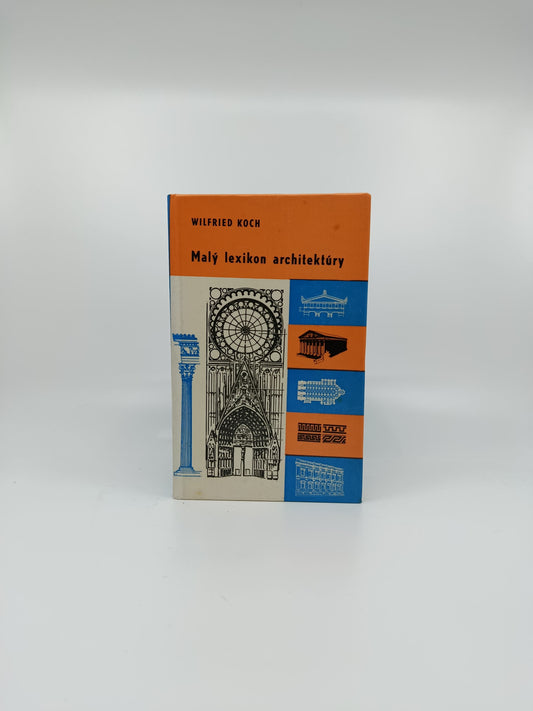 WILFRIED KOCH
Malý lexikon architektúry